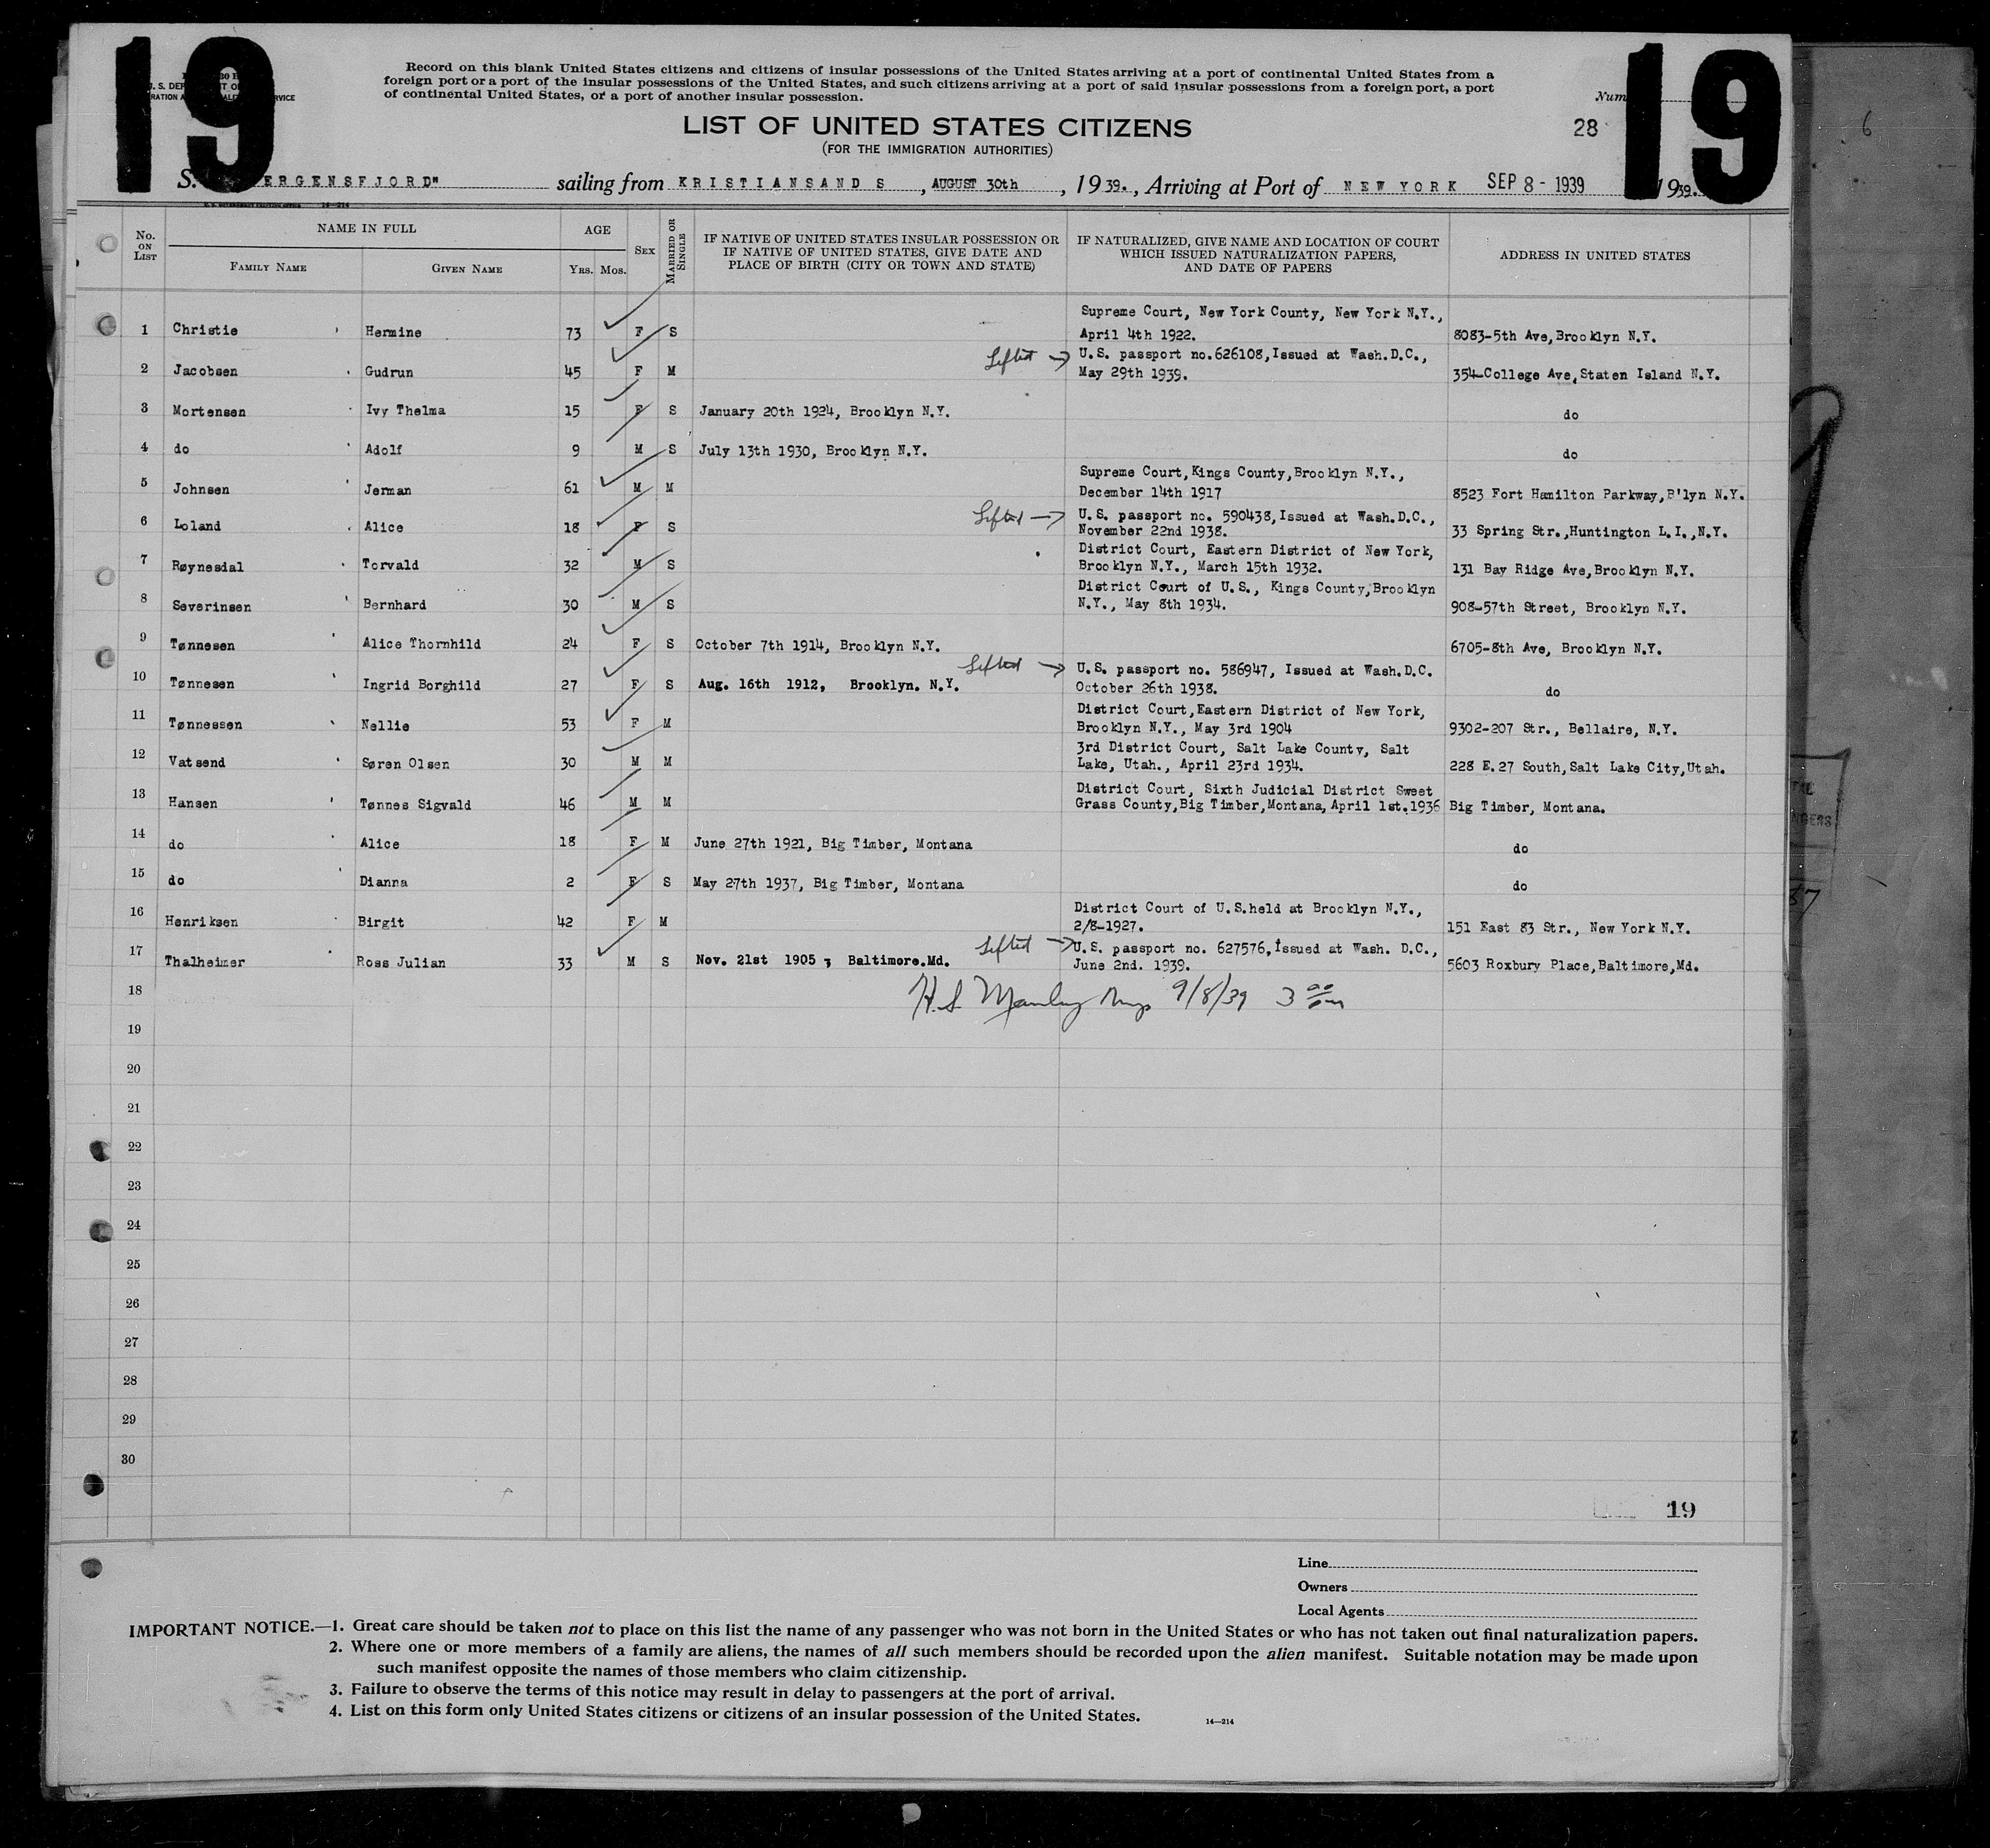 19
19
Record on this blank United States citizens and citizens of insular possessions of the United States arriving at a port of continental United States from a
foreign port or a port of the insular possessions of the United States, and such citizens arriving at a port of said insular possessions from a foreign port, a port
of continental United States, or a port of another insular possession.
LIST OF UNITED STATES CITIZENS
28
(FOR THE IMMIGRATION AUTHORITIES)
S. ERGENSFJORD" sailing from KRISTIANSAND S, AUGUST 30th, 1939., Arriving at Port of NEW YORK SEP 8 - 1939 1939.
No. ON LIST
NAME IN FULL
FAMILY NAME
GIVEN NAME
AGE
YRS. MOS.
SEX
MARRIED OR SINGLE
IF NATIVE OF UNITED STATES INSULAR POSSESSION OR
IF NATIVE OF UNITED STATES, GIVE DATE AND
PLACE OF BIRTH (CITY OR TOWN AND STATE)
IF NATURALIZED, GIVE NAME AND LOCATION OF COURT
WHICH ISSUED NATURALIZATION PAPERS,
AND DATE OF PAPERS
ADDRESS IN UNITED STATES
Supreme Court, New York County, New York N.Y.,
1 Christie Hermine 73 F S April 4th 1922. 8083-5th Ave, Brooklyn N.Y.
Lifted → U.S. passport no. 626108, Issued at Wash.D.C.,
2 Jacobsen Gudrun 45 F M May 29th 1939. 354-College Ave, Staten Island N.Y.
3 Mortensen Ivy Thelma 15 F S January 20th 1924, Brooklyn N.Y. do
4 do Adolf 9 M S July 13th 1930, Brooklyn N.Y. do
Supreme Court, Kings County, Brooklyn N.Y.,
5 Johnsen Jerman 61 M M December 14th 1917 8523 Fort Hamilton Parkway, B'lyn N.Y.
Lifted → U.S. passport no. 590438, Issued at Wash.D.C.,
6 Loland Alice 18 F S November 22nd 1938. 33 Spring Str., Huntington L.I., N.Y.
District Court, Eastern District of New York,
7 Røynesdal Torvald 32 M S Brooklyn N.Y., March 15th 1932. 131 Bay Ridge Ave, Brooklyn N.Y.
District Court of U.S., Kings County, Brooklyn
8 Severinsen Bernhard 30 M S N.Y., May 8th 1934. 908-57th Street, Brooklyn N.Y.
9 Tønnesen Alice Thornhild 24 F S October 7th 1914, Brooklyn N.Y. 6705-8th Ave, Brooklyn N.Y.
Lifted → U.S. passport no. 586947, Issued at Wash.D.C.
10 Tønnesen Ingrid Borghild 27 F S Aug. 16th 1912, Brooklyn. N.Y. October 26th 1938. do
District Court, Eastern District of New York,
11 Tønnessen Nellie 53 F M Brooklyn N.Y., May 3rd 1904 9302-207 Str., Bellaire, N.Y.
3rd District Court, Salt Lake County, Salt
12 Vatsend Søren Olsen 30 M M Lake, Utah., April 23rd 1934. 228 E.27 South, Salt Lake City, Utah.
District Court, Sixth Judicial District Sweet
13 Hansen Tønnes Sigvald 46 M M Grass County, Big Timber, Montana, April 1st.1936 Big Timber, Montana.
14 do Alice 18 F M June 27th 1921, Big Timber, Montana do
15 do Dianna 2 F S May 27th 1937, Big Timber, Montana do
District Court of U.S.held at Brooklyn N.Y.,
16 Henriksen Birgit 42 F M 2/8-1927. 151 East 83 Str., New York N.Y.
Lifted → U.S. passport no. 627576, Issued at Wash. D.C.,
17 Thalheimer Ross Julian 33 M S Nov. 21st 1905, Baltimore.Md. June 2nd. 1939. 5603 Roxbury Place, Baltimore, Md.
18 H.S. 9/8/39 3 00 pm
19
20
21
22
23
24
25
26
27
28
29
30
19
Line
Owners
Local Agents
IMPORTANT NOTICE.—1. Great care should be taken not to place on this list the name of any passenger who was not born in the United States or who has not taken out final naturalization papers.
2. Where one or more members of a family are aliens, the names of all such members should be recorded upon the alien manifest. Suitable notation may be made upon
such manifest opposite the names of those members who claim citizenship.
3. Failure to observe the terms of this notice may result in delay to passengers at the port of arrival.
4. List on this form only United States citizens or citizens of an insular possession of the United States.
14—214